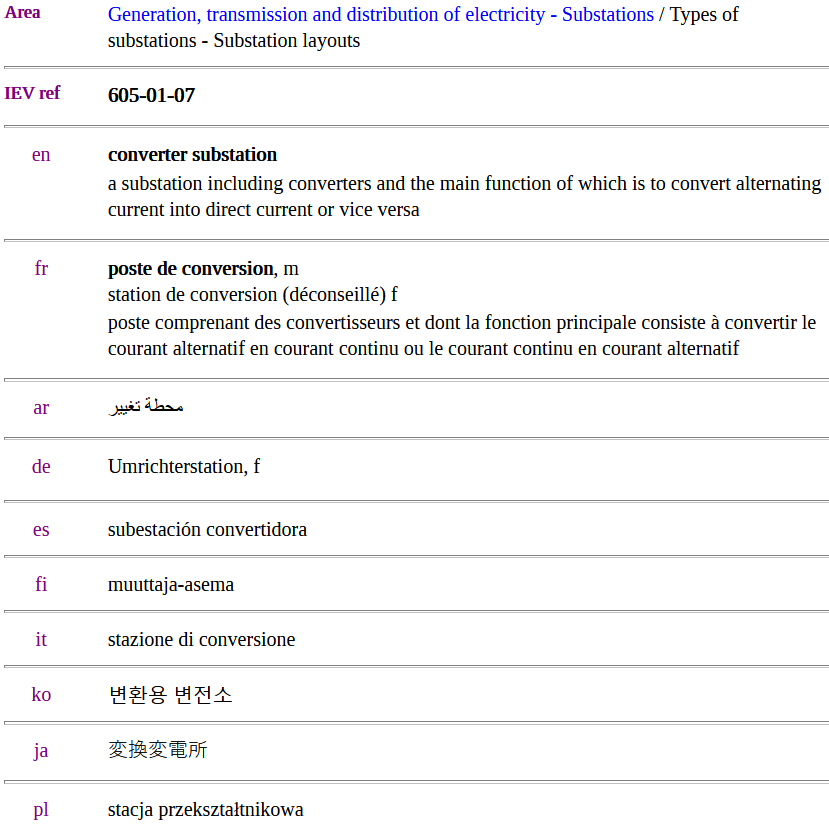 Area
Generation, transmission and distribution of electricity - Substations / Types of
substations - Substation layouts
IEV ref
605-01-07
en
converter substation
a substation including converters and the main function of which is to convert alternating
current into direct current or vice versa
fr
poste de conversion, m
station de conversion (déconseillé) f
poste comprenant des convertisseurs et dont la fonction principale consiste à convertir le
courant alternatif en courant continu ou le courant continu en courant alternatif
ar
محطة تغيير
de
Umrichterstation, f
es
subestación convertidora
fi
muuttaja-asema
it
stazione di conversione
ko
변환용 변전소
ja
変換変電所
pl
stacja przekształtnikowa